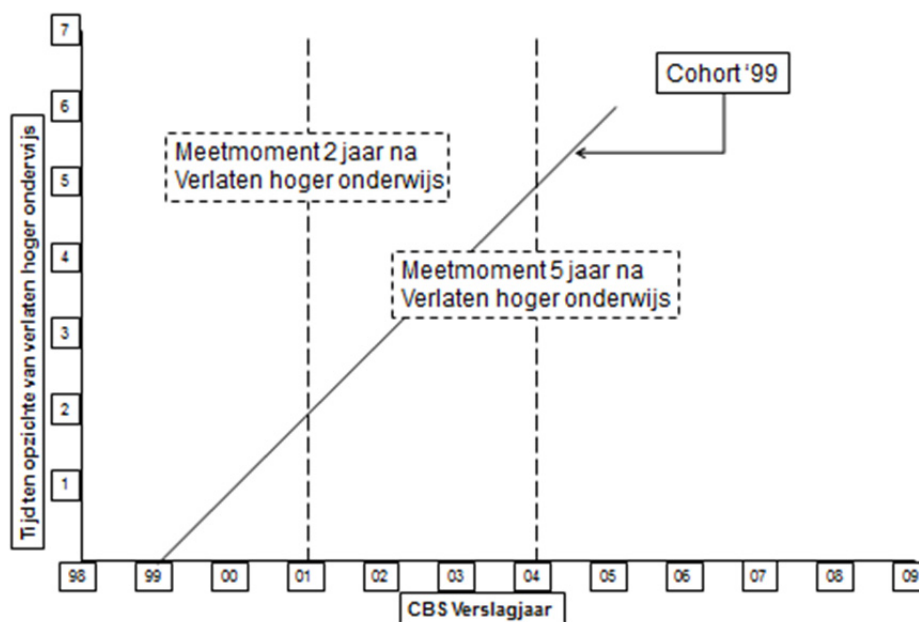 7
6
5
4
3
2
1
Tijd ten opzichte van verlaten hoger ondervijs
Cohort '99
Meetmoment 2 jaar na
Verlaten hoger onderwijs
Meetmoment 5 jaar na
Verlaten hoger onderwijs
98 99 00 01 02 03 04 05 06 07 08 09
CBS Verslagjaar